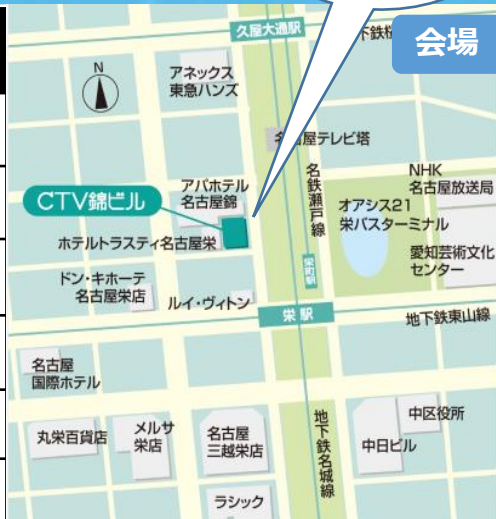 久屋大通駅
下鉄桜
会場
N
アネックス
東急ハンズ
名古屋テレビ塔
アパホテル
名古屋錦
名鉄瀬戸線
NHK
名古屋放送局
CTV錦ビル
オアシス21
栄バスターミナル
ホテルトラスティ名古屋栄
愛知芸術文化
センター
栄町駅
ドン・キホーテ
名古屋栄店
ルイ・ヴィトン
栄駅
地下鉄東山線
名古屋
国際ホテル
丸栄百貨店
メルサ
栄店
名古屋
三越栄店
地下鉄名城線
中区役所
中日ビル
ラシック